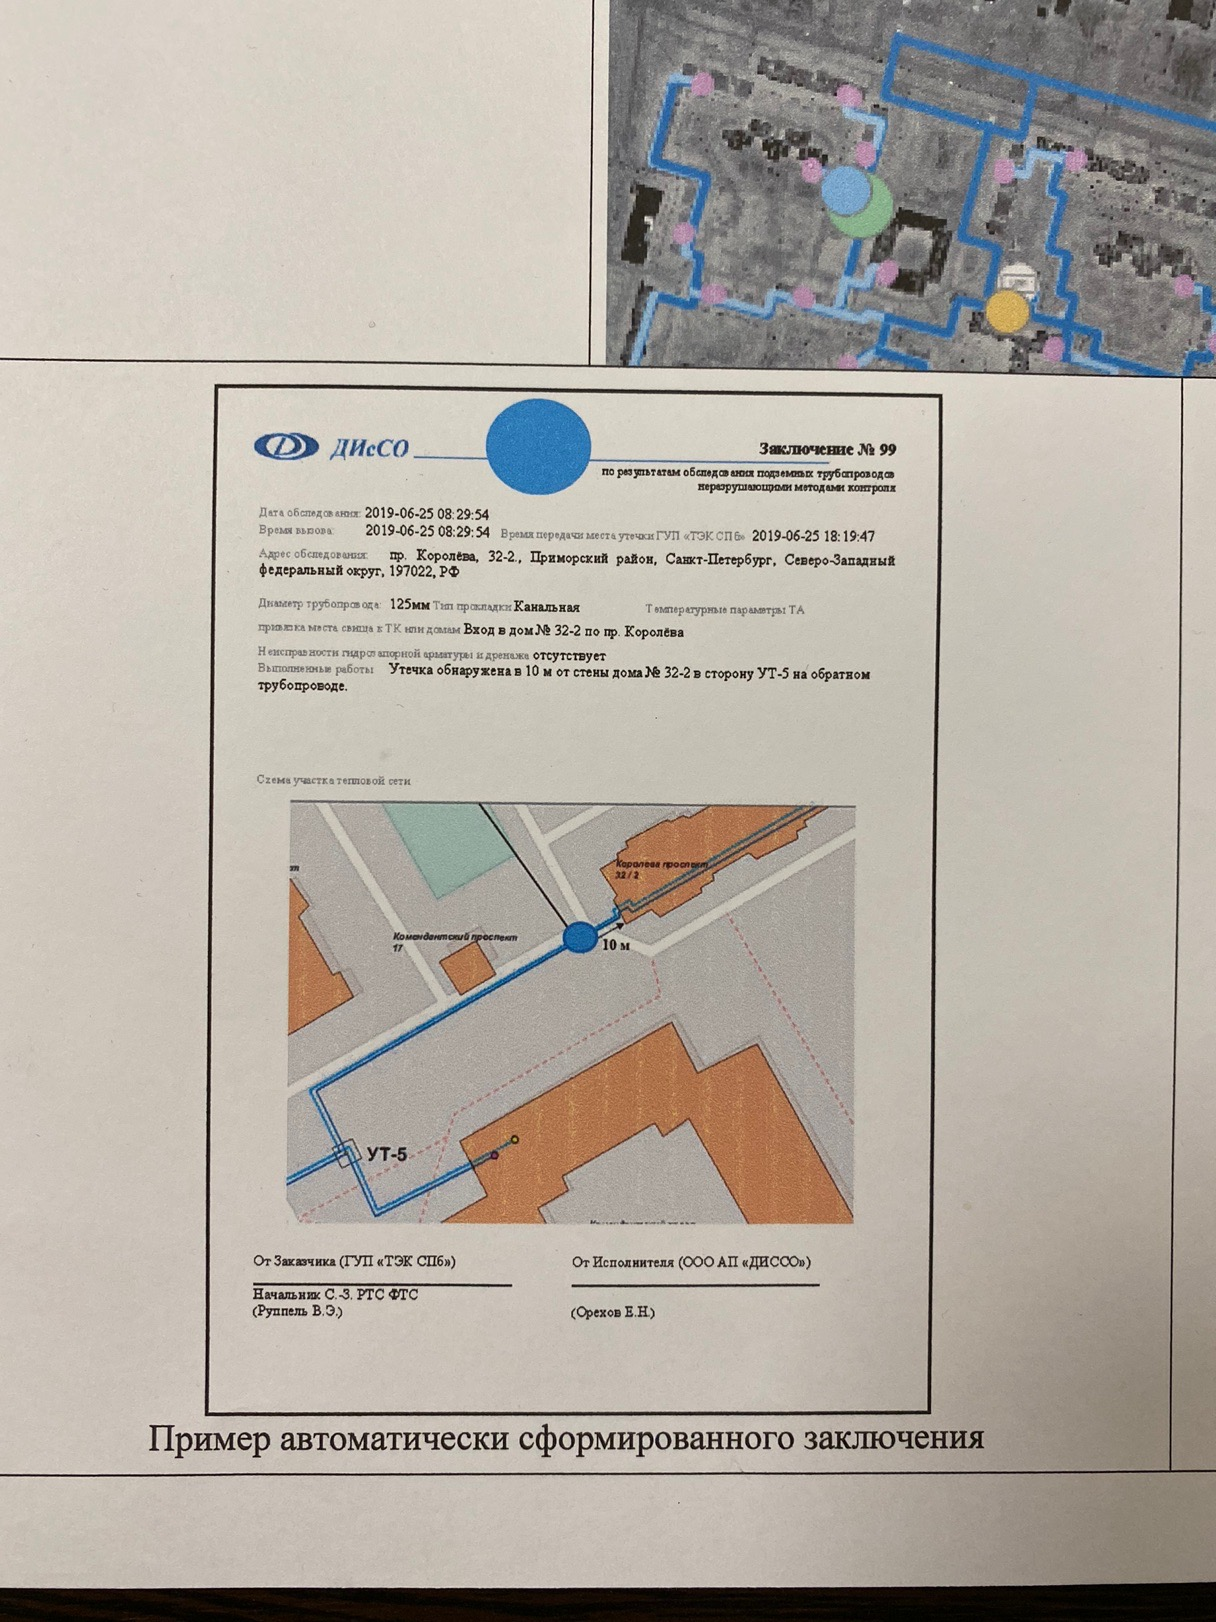 ДИсСО
Заключение № 99
по результатам обследования подземных трубопроводов
неразрушающими методами контроля
Дата обследования: 2019-06-25 08:29:54
Время вызова: 2019-06-25 08:29:54 Время передачи места утечки ГУП «ТЭК СПб» 2019-06-25 18:19:47
Адрес обследования: пр. Королёва, 32-2., Приморский район, Санкт-Петербург, Северо-Западный
федеральный округ, 197022, РФ
Диаметр трубопровода: 125мм Тип прокладки Канальная Температурные параметры ТА
привязка места свища к ТК или домам Вход в дом № 32-2 по пр. Королёва
Неисправности гидрозапорной арматуры и дренажа отсутствует
Выполненные работы: Утечка обнаружена в 10 м от стены дома № 32-2 в сторону УТ-5 на обратном
трубопроводе.
Схема участка тепловой сети
Королёва проспект
32 / 2
Комендантский проспект
17
10 м
УТ-5
От Заказчика (ГУП «ТЭК СПб») От Исполнителя (ООО АП «ДИССО»)
Начальник С.-З. РТС ФТС
(Руппель В.Э.) (Орехов Е.Н.)
Пример автоматически сформированного заключения